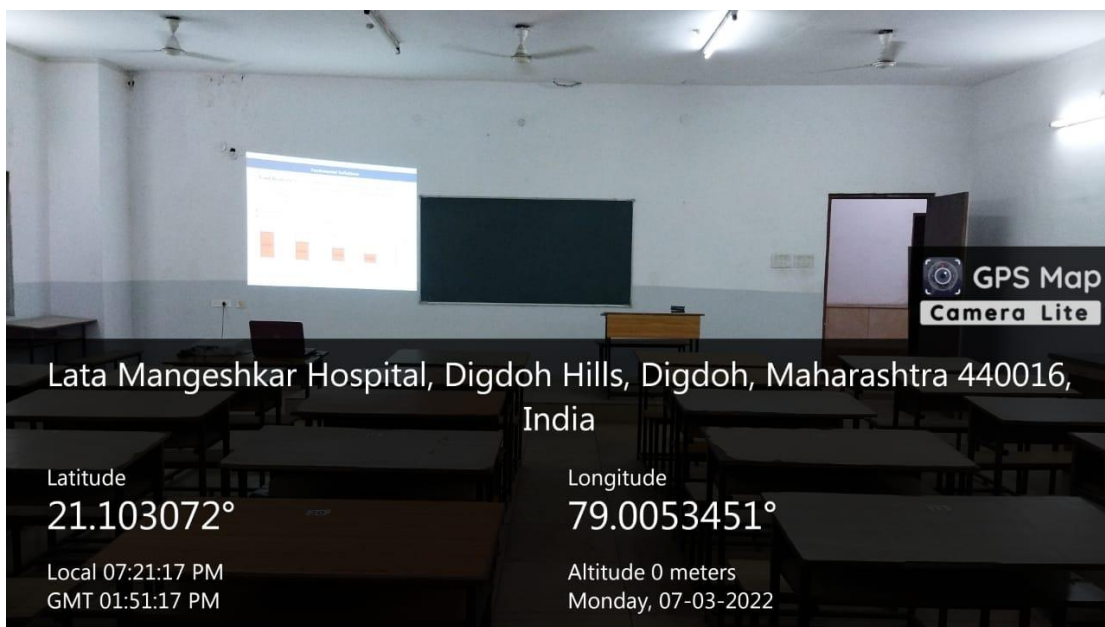 GPS Map
Camera Lite
Lata Mangeshkar Hospital, Digdoh Hills, Digdoh, Maharashtra 440016,
India
Latitude
21.103072°
Longitude
79.0053451°
Local 07:21:17 PM
GMT 01:51:17 PM
Altitude 0 meters
Monday, 07-03-2022